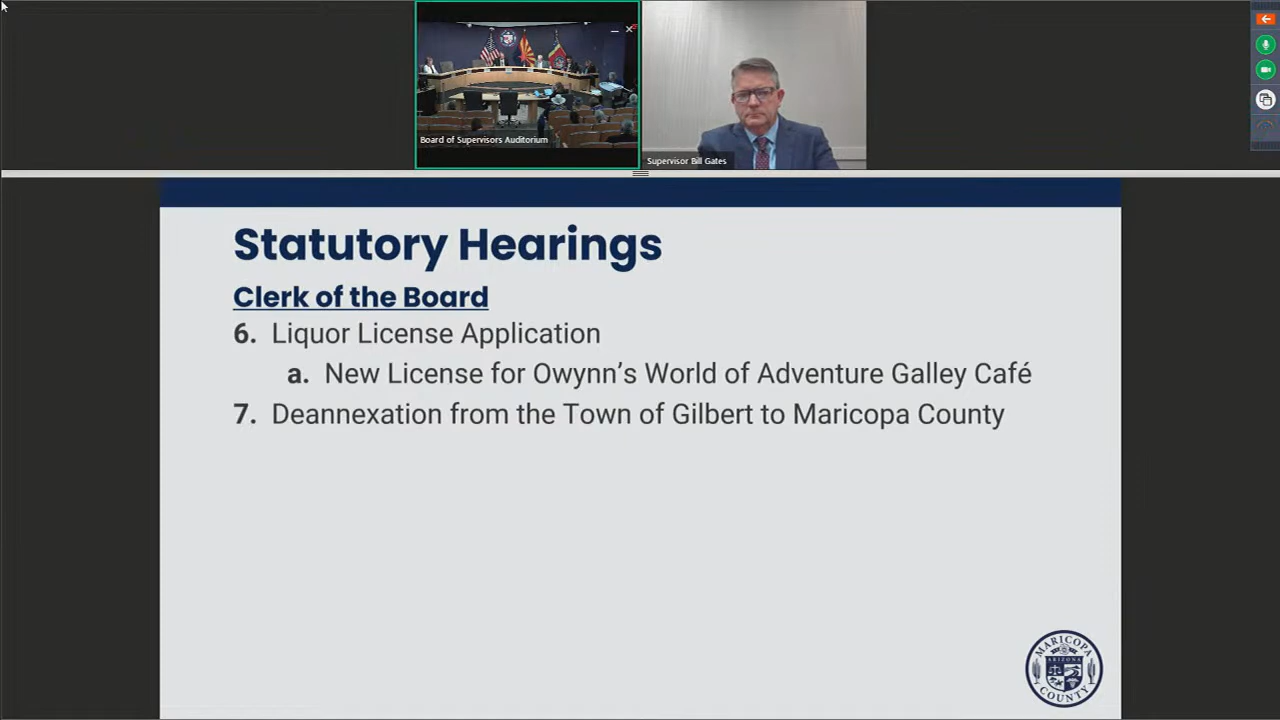 Board of Supervisors Auditorium
Supervisor Bill Gates
Statutory Hearings
Clerk of the Board
6. Liquor License Application
a. New License for Owynn's World of Adventure Galley Café
7. Deannexation from the Town of Gilbert to Maricopa County
MARICOPA
ARIZONA
COUNTY